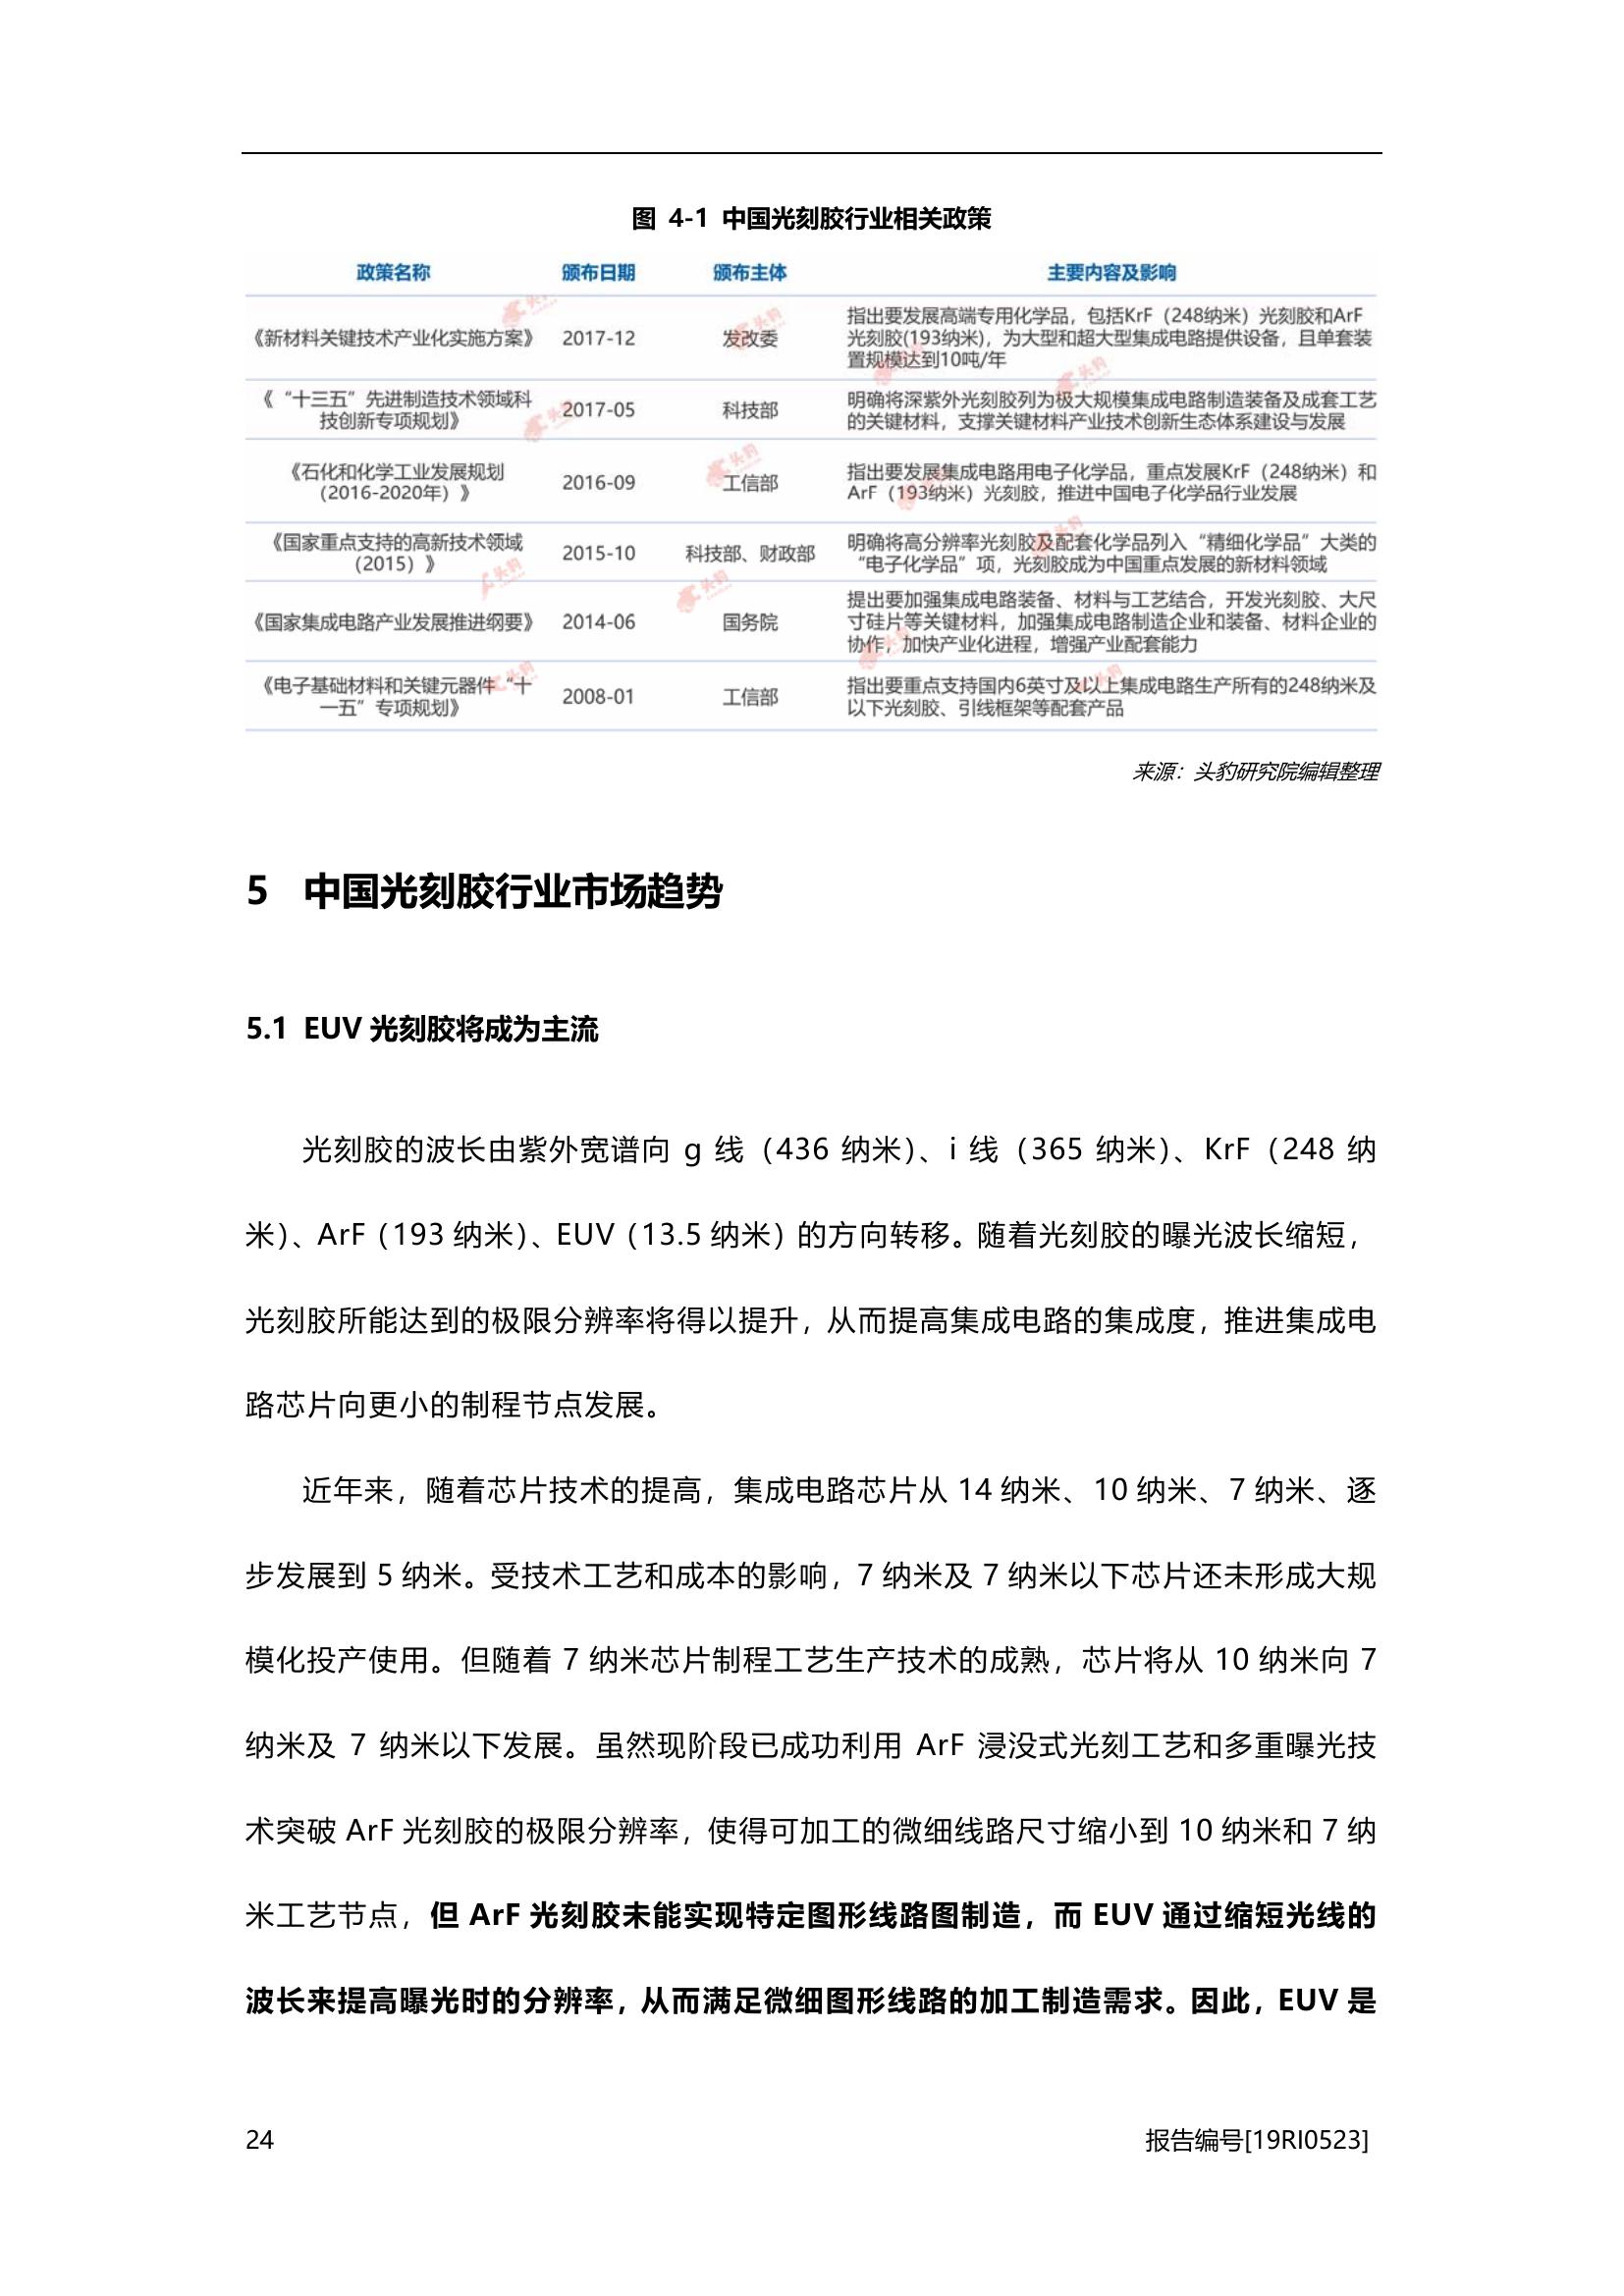 图 4-1 中国光刻胶行业相关政策
政策名称 颁布日期 颁布主体 主要内容及影响
《新材料关键技术产业化实施方案》 2017-12 发改委 指出要发展高端专用化学品，包括KrF（248纳米）光刻胶和ArF
光刻胶(193纳米)，为大型和超大型集成电路提供设备，且单套装
置规模达到10吨/年
《“十三五”先进制造技术领域科
技创新专项规划》 2017-05 科技部 明确将深紫外光刻胶列为极大规模集成电路制造装备及成套工艺
的关键材料，支撑关键材料产业技术创新生态体系建设与发展
《石化和化学工业发展规划
（2016-2020年）》 2016-09 工信部 指出要发展集成电路用电子化学品，重点发展KrF（248纳米）和
ArF（193纳米）光刻胶，推进中国电子化学品行业发展
《国家重点支持的高新技术领域
（2015）》 2015-10 科技部、财政部 明确将高分辨率光刻胶及配套化学品列入“精细化学品”大类的
“电子化学品”项，光刻胶成为中国重点发展的新材料领域
《国家集成电路产业发展推进纲要》 2014-06 国务院 提出要加强集成电路装备、材料与工艺结合，开发光刻胶、大尺
寸硅片等关键材料，加强集成电路制造企业和装备、材料企业的
协作，加快产业化进程，增强产业配套能力
《电子基础材料和关键元器件“十
一五”专项规划》 2008-01 工信部 指出要重点支持国内6英寸及以上集成电路生产所有的248纳米及
以下光刻胶、引线框架等配套产品
来源：头豹研究院编辑整理
5 中国光刻胶行业市场趋势
5.1 EUV 光刻胶将成为主流
光刻胶的波长由紫外宽谱向 g 线（436 纳米）、i 线（365 纳米）、KrF（248 纳
米）、ArF（193 纳米）、EUV（13.5 纳米）的方向转移。随着光刻胶的曝光波长缩短，
光刻胶所能达到的极限分辨率将得以提升，从而提高集成电路的集成度，推进集成电
路芯片向更小的制程节点发展。
近年来，随着芯片技术的提高，集成电路芯片从 14 纳米、10 纳米、7 纳米、逐
步发展到 5 纳米。受技术工艺和成本的影响，7 纳米及 7 纳米以下芯片还未形成大规
模化投产使用。但随着 7 纳米芯片制程工艺生产技术的成熟，芯片将从 10 纳米向 7
纳米及 7 纳米以下发展。虽然现阶段已成功利用 ArF 浸没式光刻工艺和多重曝光技
术突破 ArF 光刻胶的极限分辨率，使得可加工的微细线路尺寸缩小到 10 纳米和 7 纳
米工艺节点，但 ArF 光刻胶未能实现特定图形线路图制造，而 EUV 通过缩短光线的
波长来提高曝光时的分辨率，从而满足微细图形线路的加工制造需求。因此，EUV 是
24 报告编号[19RI0523]